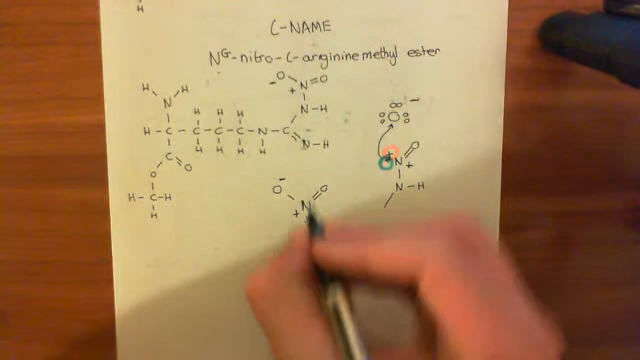 L-NAME
N^G-nitro-L-arginine methyl ester
O N O
- +
H H N
N H H H N-H
H-C-C-C-C-N-C
H H H H N-H
C O
O
H-C-H
H
O -
+ N O
+
N-H
O - O
+ N
H